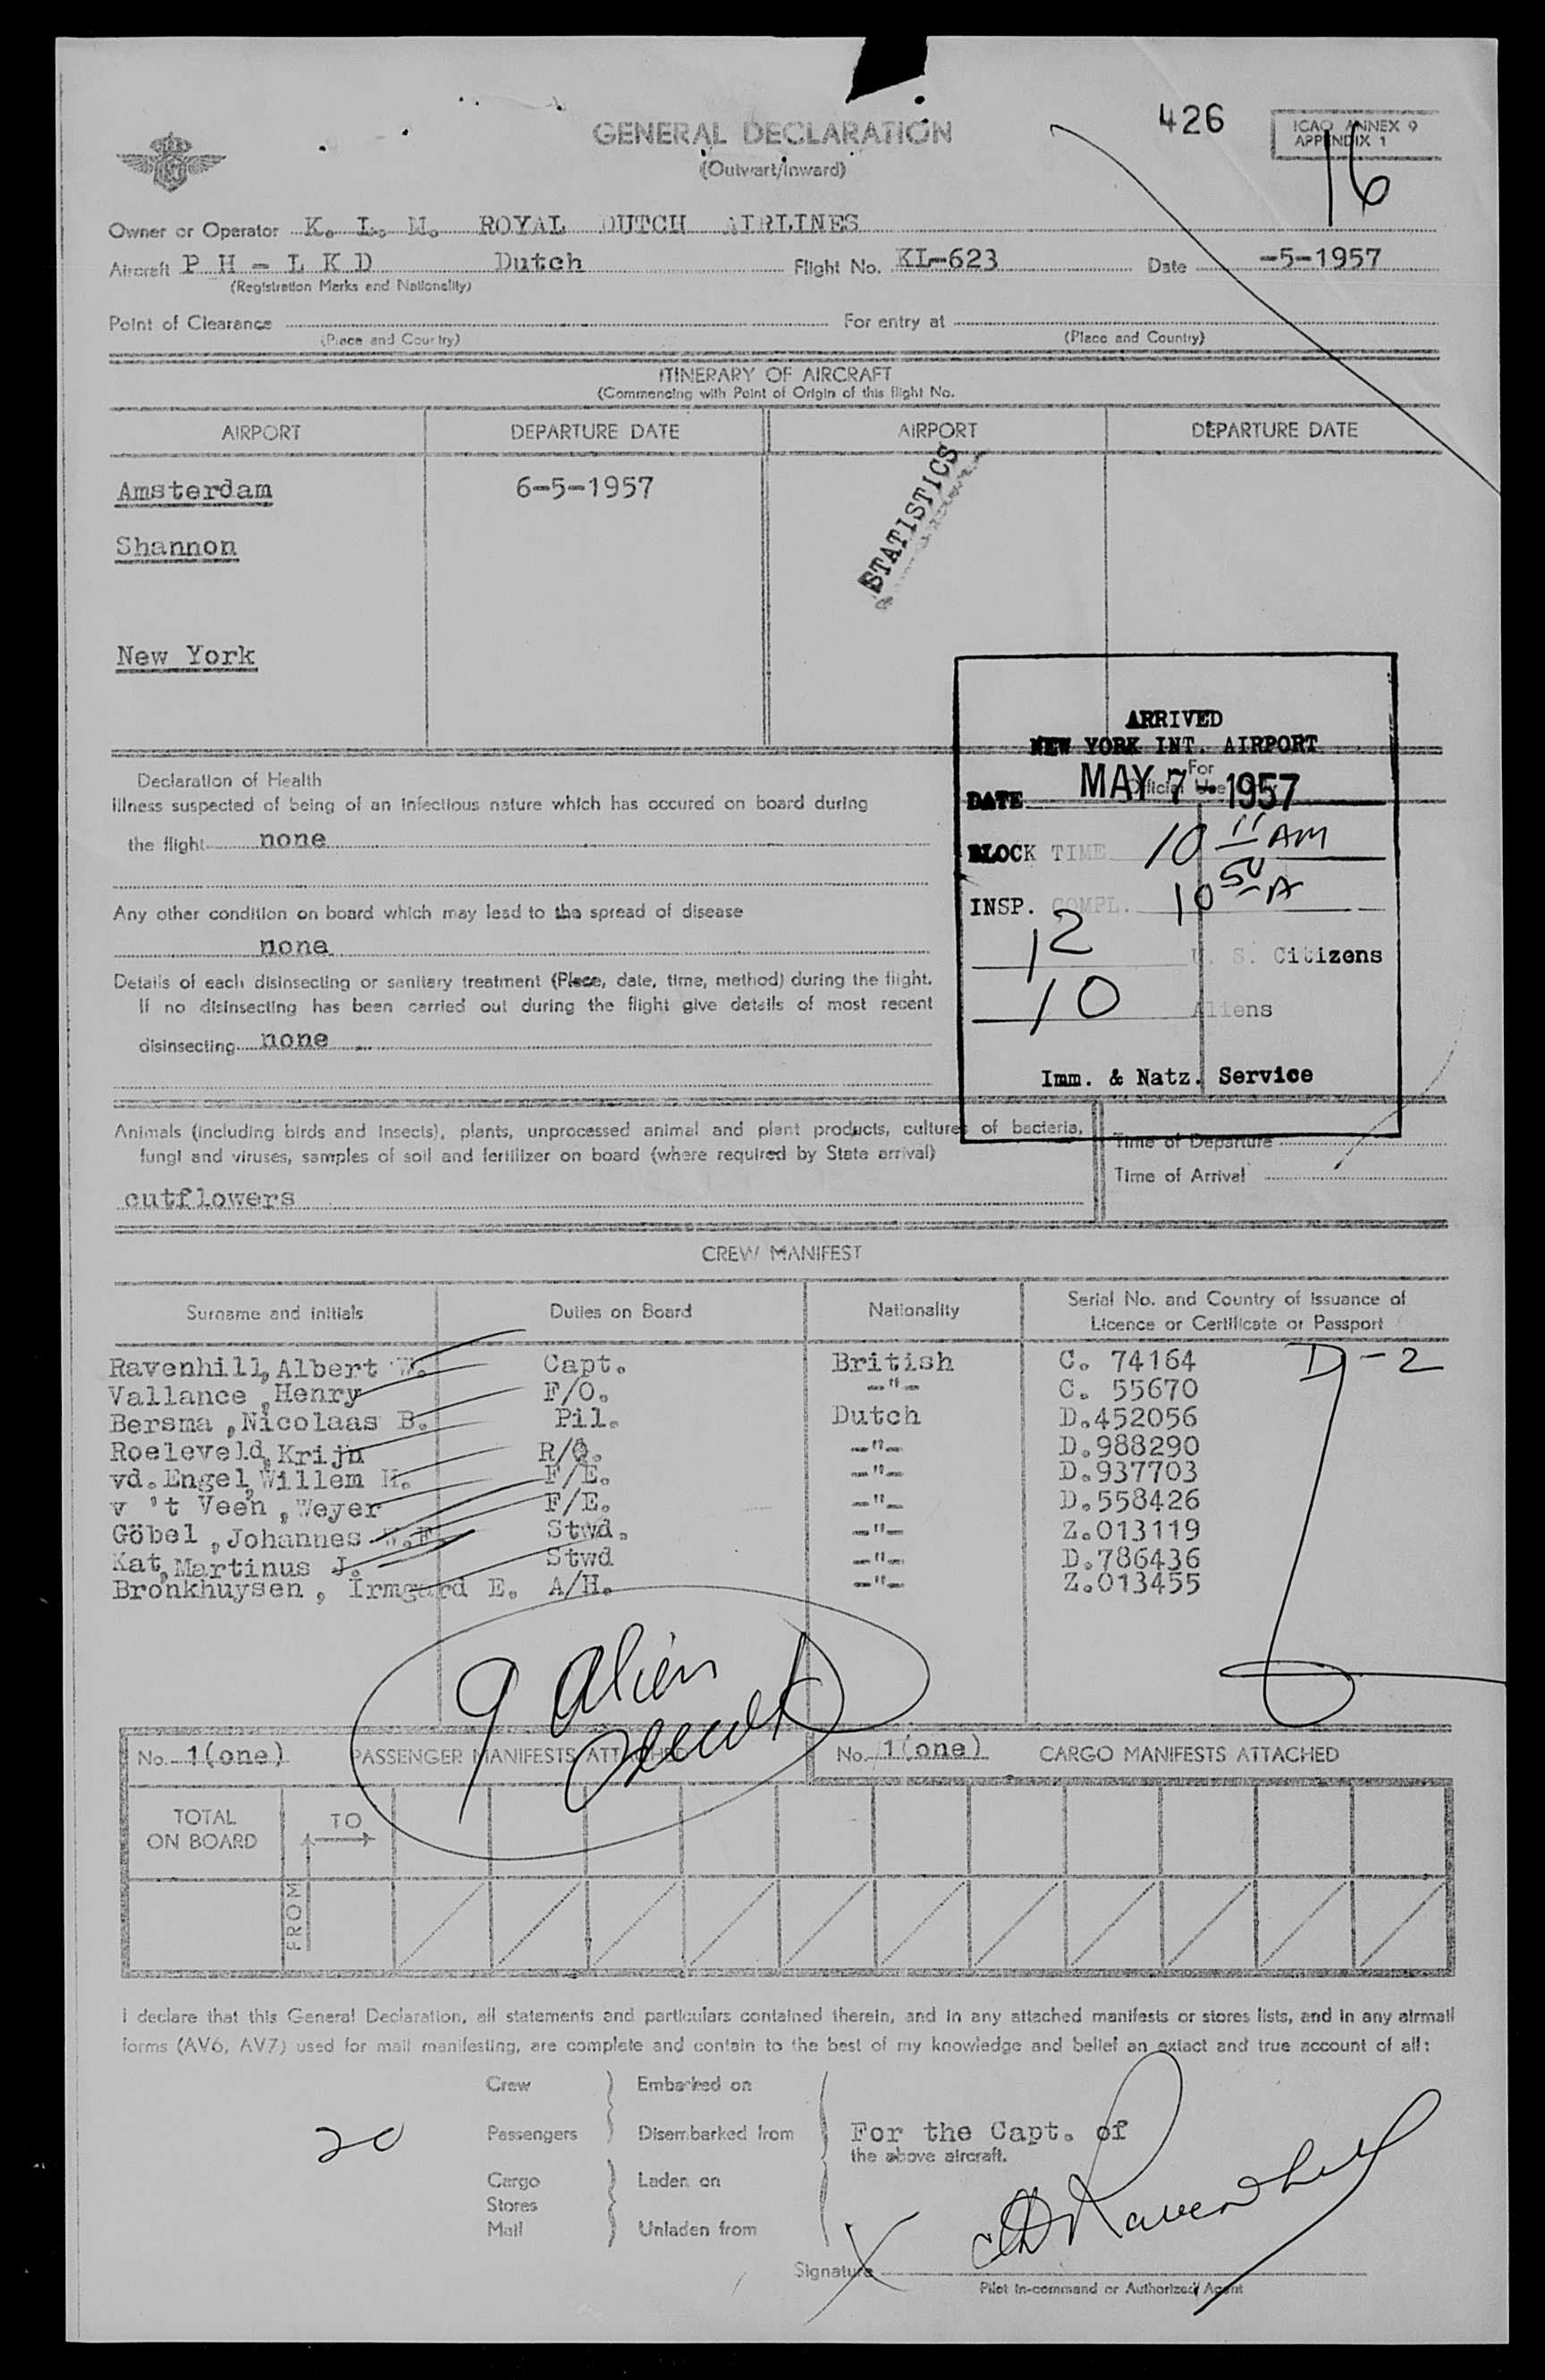 GENERAL DECLARATION
(Outwart/Inward)
426
ICAO ANNEX 9
APPENDIX 1
16
Owner or Operator K. L. M. ROYAL DUTCH AIRLINES
Aircraft P H - L K D Dutch Flight No. KL-623 Date -5-1957
(Registration Marks and Nationality)
Point of Clearance For entry at
(Place and Country) (Place and Country)
ITINERARY OF AIRCRAFT
(Commencing with Point of Origin of this flight No.
AIRPORT DEPARTURE DATE AIRPORT DEPARTURE DATE
Amsterdam 6-5-1957
STATISTICS
Shannon
New York
ARRIVED
NEW YORK INT. AIRPORT
For
Official Use
DATE MAY 7 1957
BLOCK TIME 10 11 AM
INSP. COMPL. 10 50 A
12 U. S. Citizens
10 Aliens
Imm. & Natz. Service
Declaration of Health
Illness suspected of being of an infectious nature which has occured on board during
the flight none
Any other condition on board which may lead to the spread of disease
none
Details of each disinsecting or sanitary treatment (Place, date, time, method) during the flight.
If no disinsecting has been carried out during the flight give details of most recent
disinsecting none
Animals (including birds and insects), plants, unprocessed animal and plant products, cultures of bacteria,
fungi and viruses, samples of soil and fertilizer on board (where required by State arrival)
cutflowers
Time of Departure
Time of Arrival
CREW MANIFEST
Surname and initials Duties on Board Nationality Serial No. and Country of Issuance of
Licence or Certificate or Passport
Ravenhill, Albert W. Capt. British C. 74164 D-2
Vallance, Henry F/O. -"- C. 55670
Bersma, Nicolaas B. Pil. Dutch D.452056
Roeleveld, Krijn R/O. -"- D.988290
vd. Engel, Willem H. F/E. -"- D.937703
v 't Veen, Weyer F/E. -"- D.558426
Göbel, Johannes W.F. Stwd. -"- Z.013119
Kat, Martinus J. Stwd -"- D.786436
Bronkhuysen, Irmgard E. A/H. -"- Z.013455
9 Alien
No. 1(one) PASSENGER MANIFESTS ATTACHED
No. 1(one) CARGO MANIFESTS ATTACHED
TOTAL
ON BOARD
TO
FROM
I declare that this General Declaration, all statements and particulars contained therein, and in any attached manifests or stores lists, and in any airmail
forms (AV6, AV7) used for mail manifesting, are complete and contain to the best of my knowledge and belief an extact and true account of all:
Crew Embarked on
20 Passengers Disembarked from For the Capt. of
the above aircraft.
Cargo Laden on
Stores
Mail Unladen from
Signature X Ravenhill
Pilot in-command or Authorized Agent